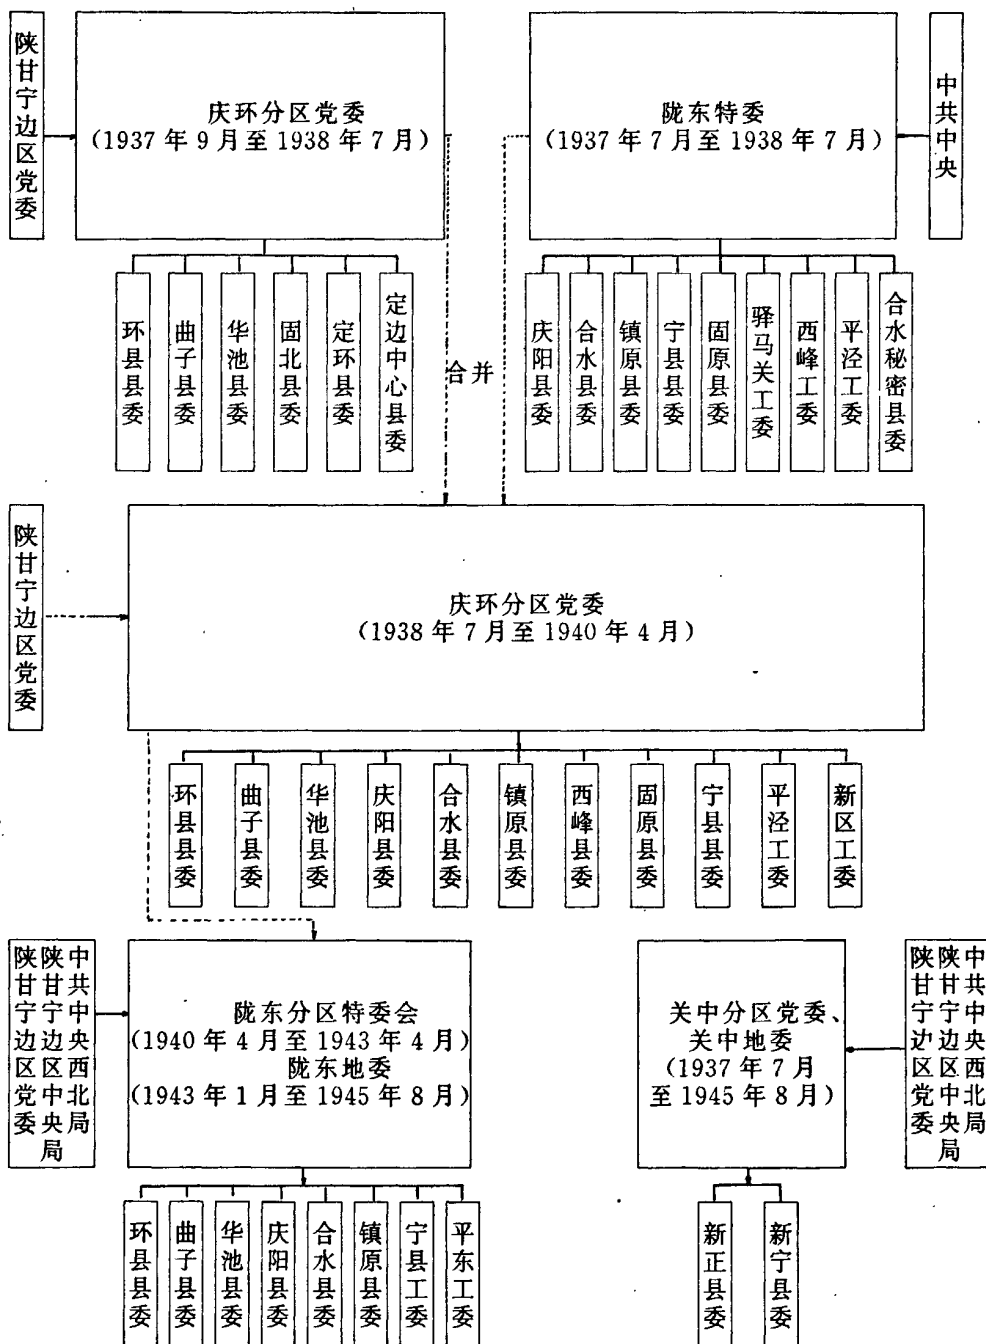 陕甘宁边区党委
庆环分区党委
(1937年9月至1938年7月)
陇东特委
(1937年7月至1938年7月)
中共中央
环县县委
曲子县委
华池县委
固北县委
定环县委
定边中心县委
合并
庆阳县委
合水县委
镇原县委
宁县县委
固原县委
驿马关工委
西峰工委
平泾工委
合水秘密县委
陕甘宁边区党委
庆环分区党委
(1938年7月至1940年4月)
环县县委
曲子县委
华池县委
庆阳县委
合水县委
镇原县委
西峰县委
固原县委
宁县县委
平泾工委
新区工委
陕甘宁边区党委
陕甘宁边区中央局
中共中央西北局
陇东分区特委会
(1940年4月至1943年4月)
陇东地委
(1943年1月至1945年8月)
关中分区党委、
关中地委
(1937年7月
至1945年8月)
陕甘宁边区党委
陕甘宁边区中央局
中共中央西北局
环县县委
曲子县委
华池县委
庆阳县委
合水县委
镇原县委
宁县工委
平东工委
新正县委
新宁县委